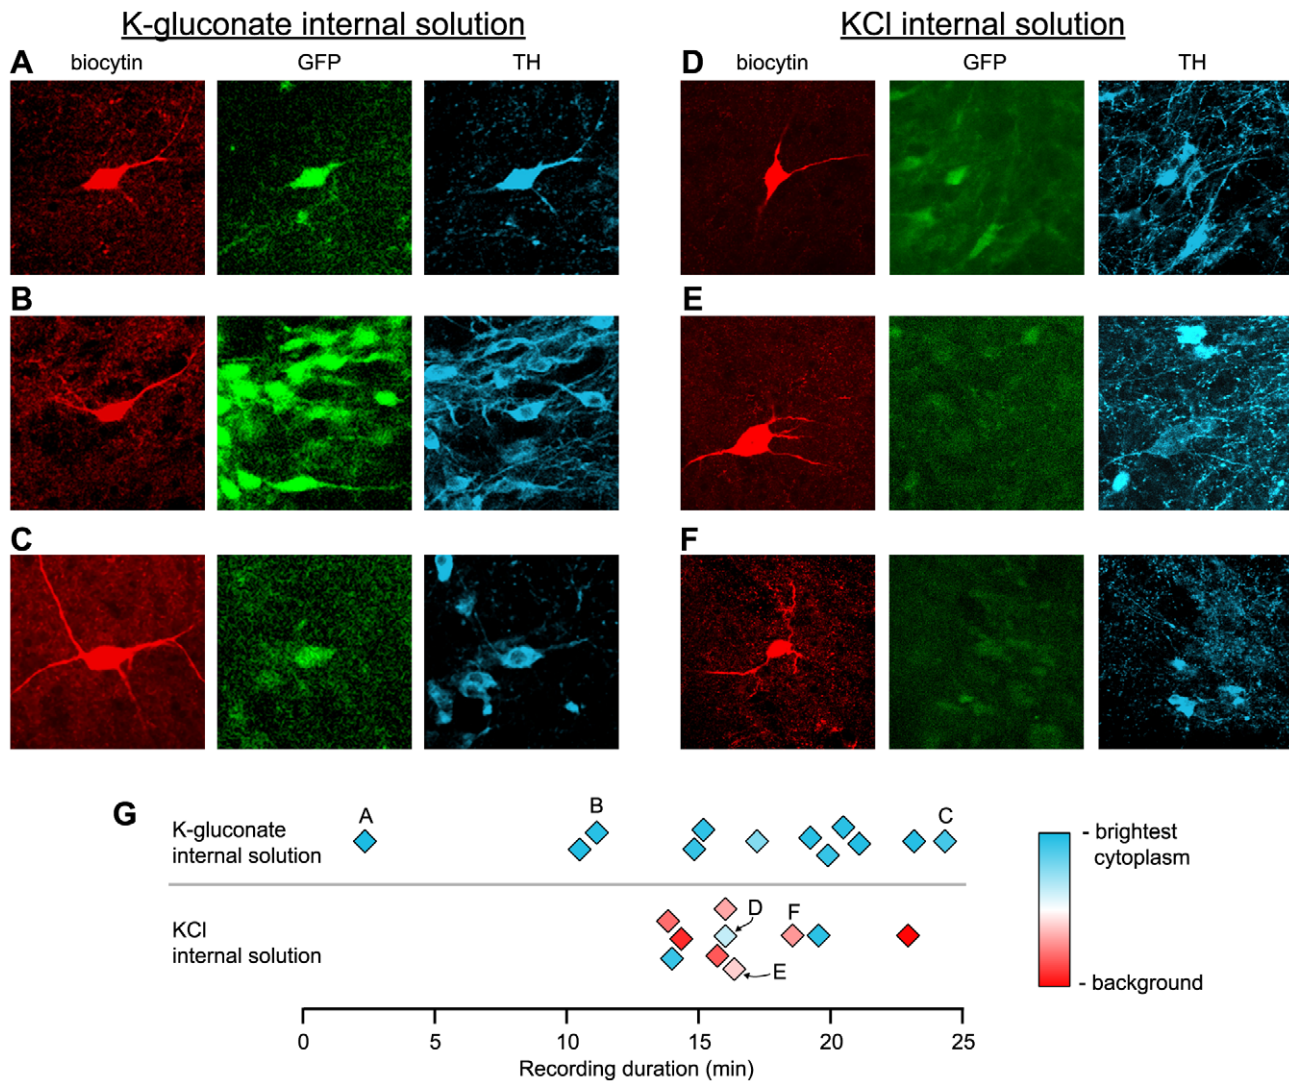 K-gluconate internal solution
KCl internal solution
A
biocytin
GFP
TH
D
biocytin
GFP
TH
B
E
C
F
G
K-gluconate
internal solution
A
B
C
KCl
internal solution
D
F
E
- brightest
cytoplasm
- background
0 5 10 15 20 25
Recording duration (min)